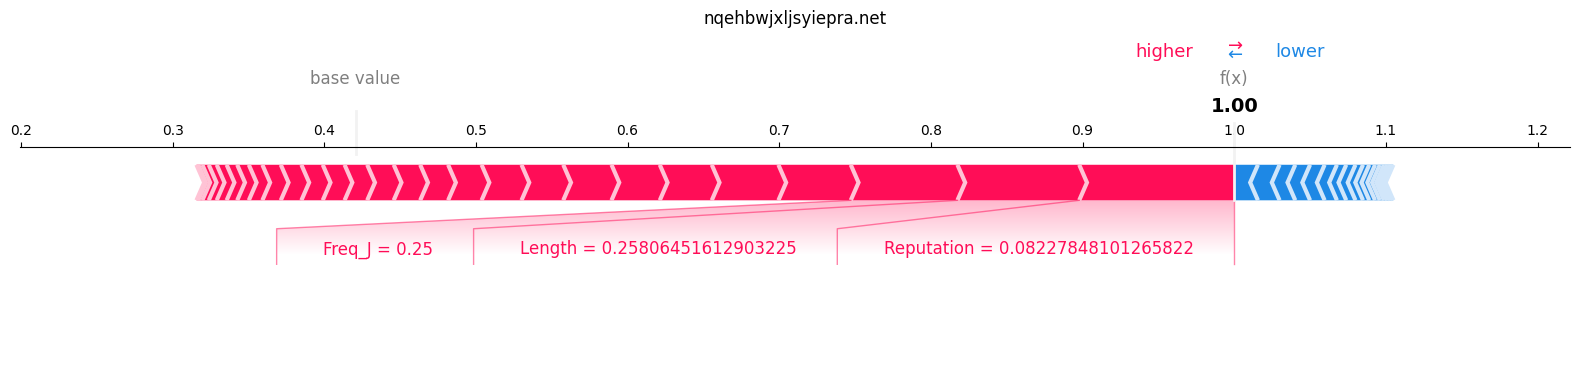 nqehbwjxljsyiepra.net
higher → ← lower
base value f(x)
1.00
0.2 0.3 0.4 0.5 0.6 0.7 0.8 0.9 1.0 1.1 1.2
Freq_J = 0.25 Length = 0.25806451612903225 Reputation = 0.08227848101265822